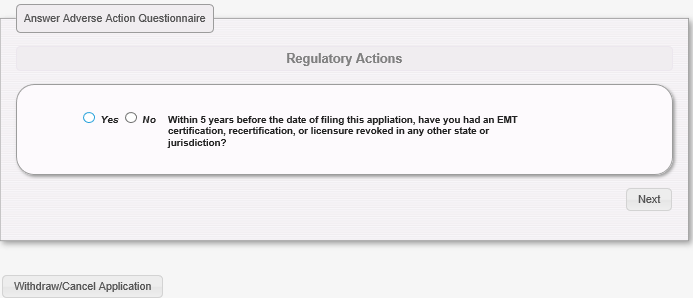 Answer Adverse Action Questionnaire
Regulatory Actions
Yes No Within 5 years before the date of filing this appliation, have you had an EMT
certification, recertification, or licensure revoked in any other state or
jurisdiction?
Next
Withdraw/Cancel Application